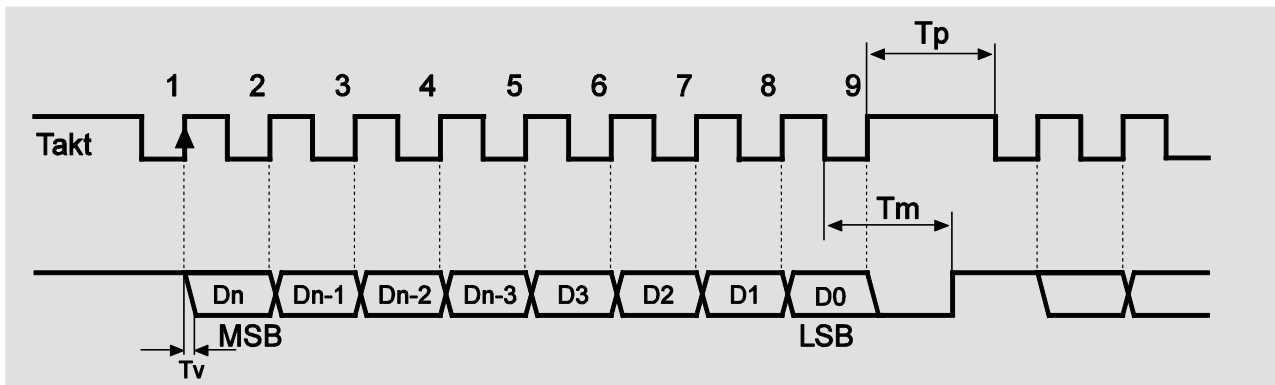 Tp
1 2 3 4 5 6 7 8 9
Takt
Tm
Dn Dn-1 Dn-2 Dn-3 D3 D2 D1 D0
MSB LSB
Tv